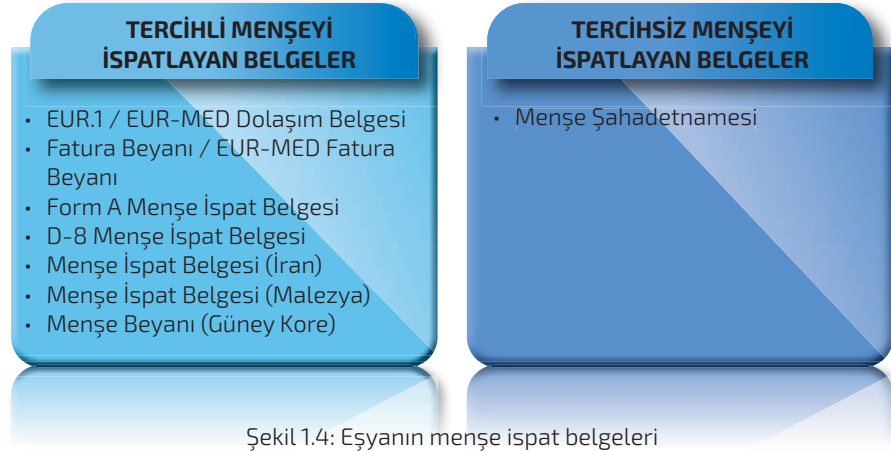 TERCİHLİ MENŞEYİ
İSPATLAYAN BELGELER
• EUR.1 / EUR-MED Dolaşım Belgesi
• Fatura Beyanı / EUR-MED Fatura
Beyanı
• Form A Menşe İspat Belgesi
• D-8 Menşe İspat Belgesi
• Menşe İspat Belgesi (İran)
• Menşe İspat Belgesi (Malezya)
• Menşe Beyanı (Güney Kore)
TERCİHSİZ MENŞEYİ
İSPATLAYAN BELGELER
• Menşe Şahadetnamesi
Şekil 1.4: Eşyanın menşe ispat belgeleri